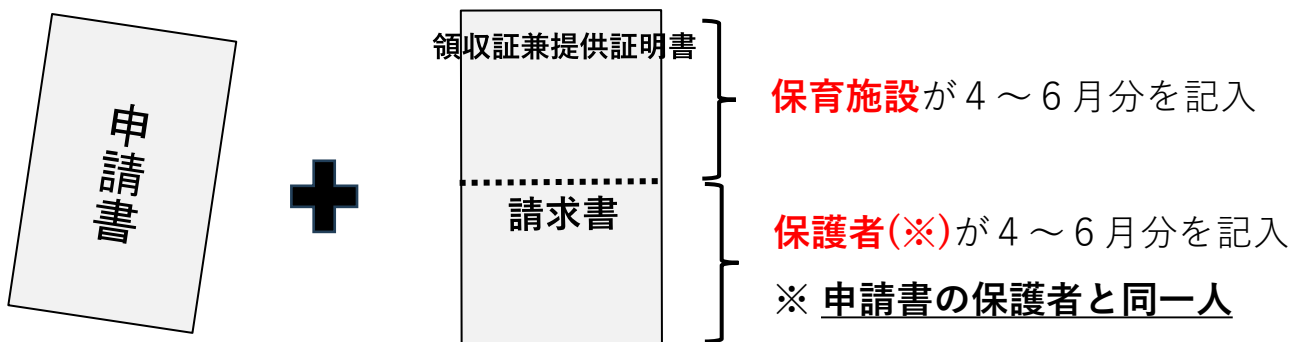 申請書
領収証兼提供証明書
保育施設が4～6月分を記入
請求書
保護者(※)が4～6月分を記入
※ 申請書の保護者と同一人